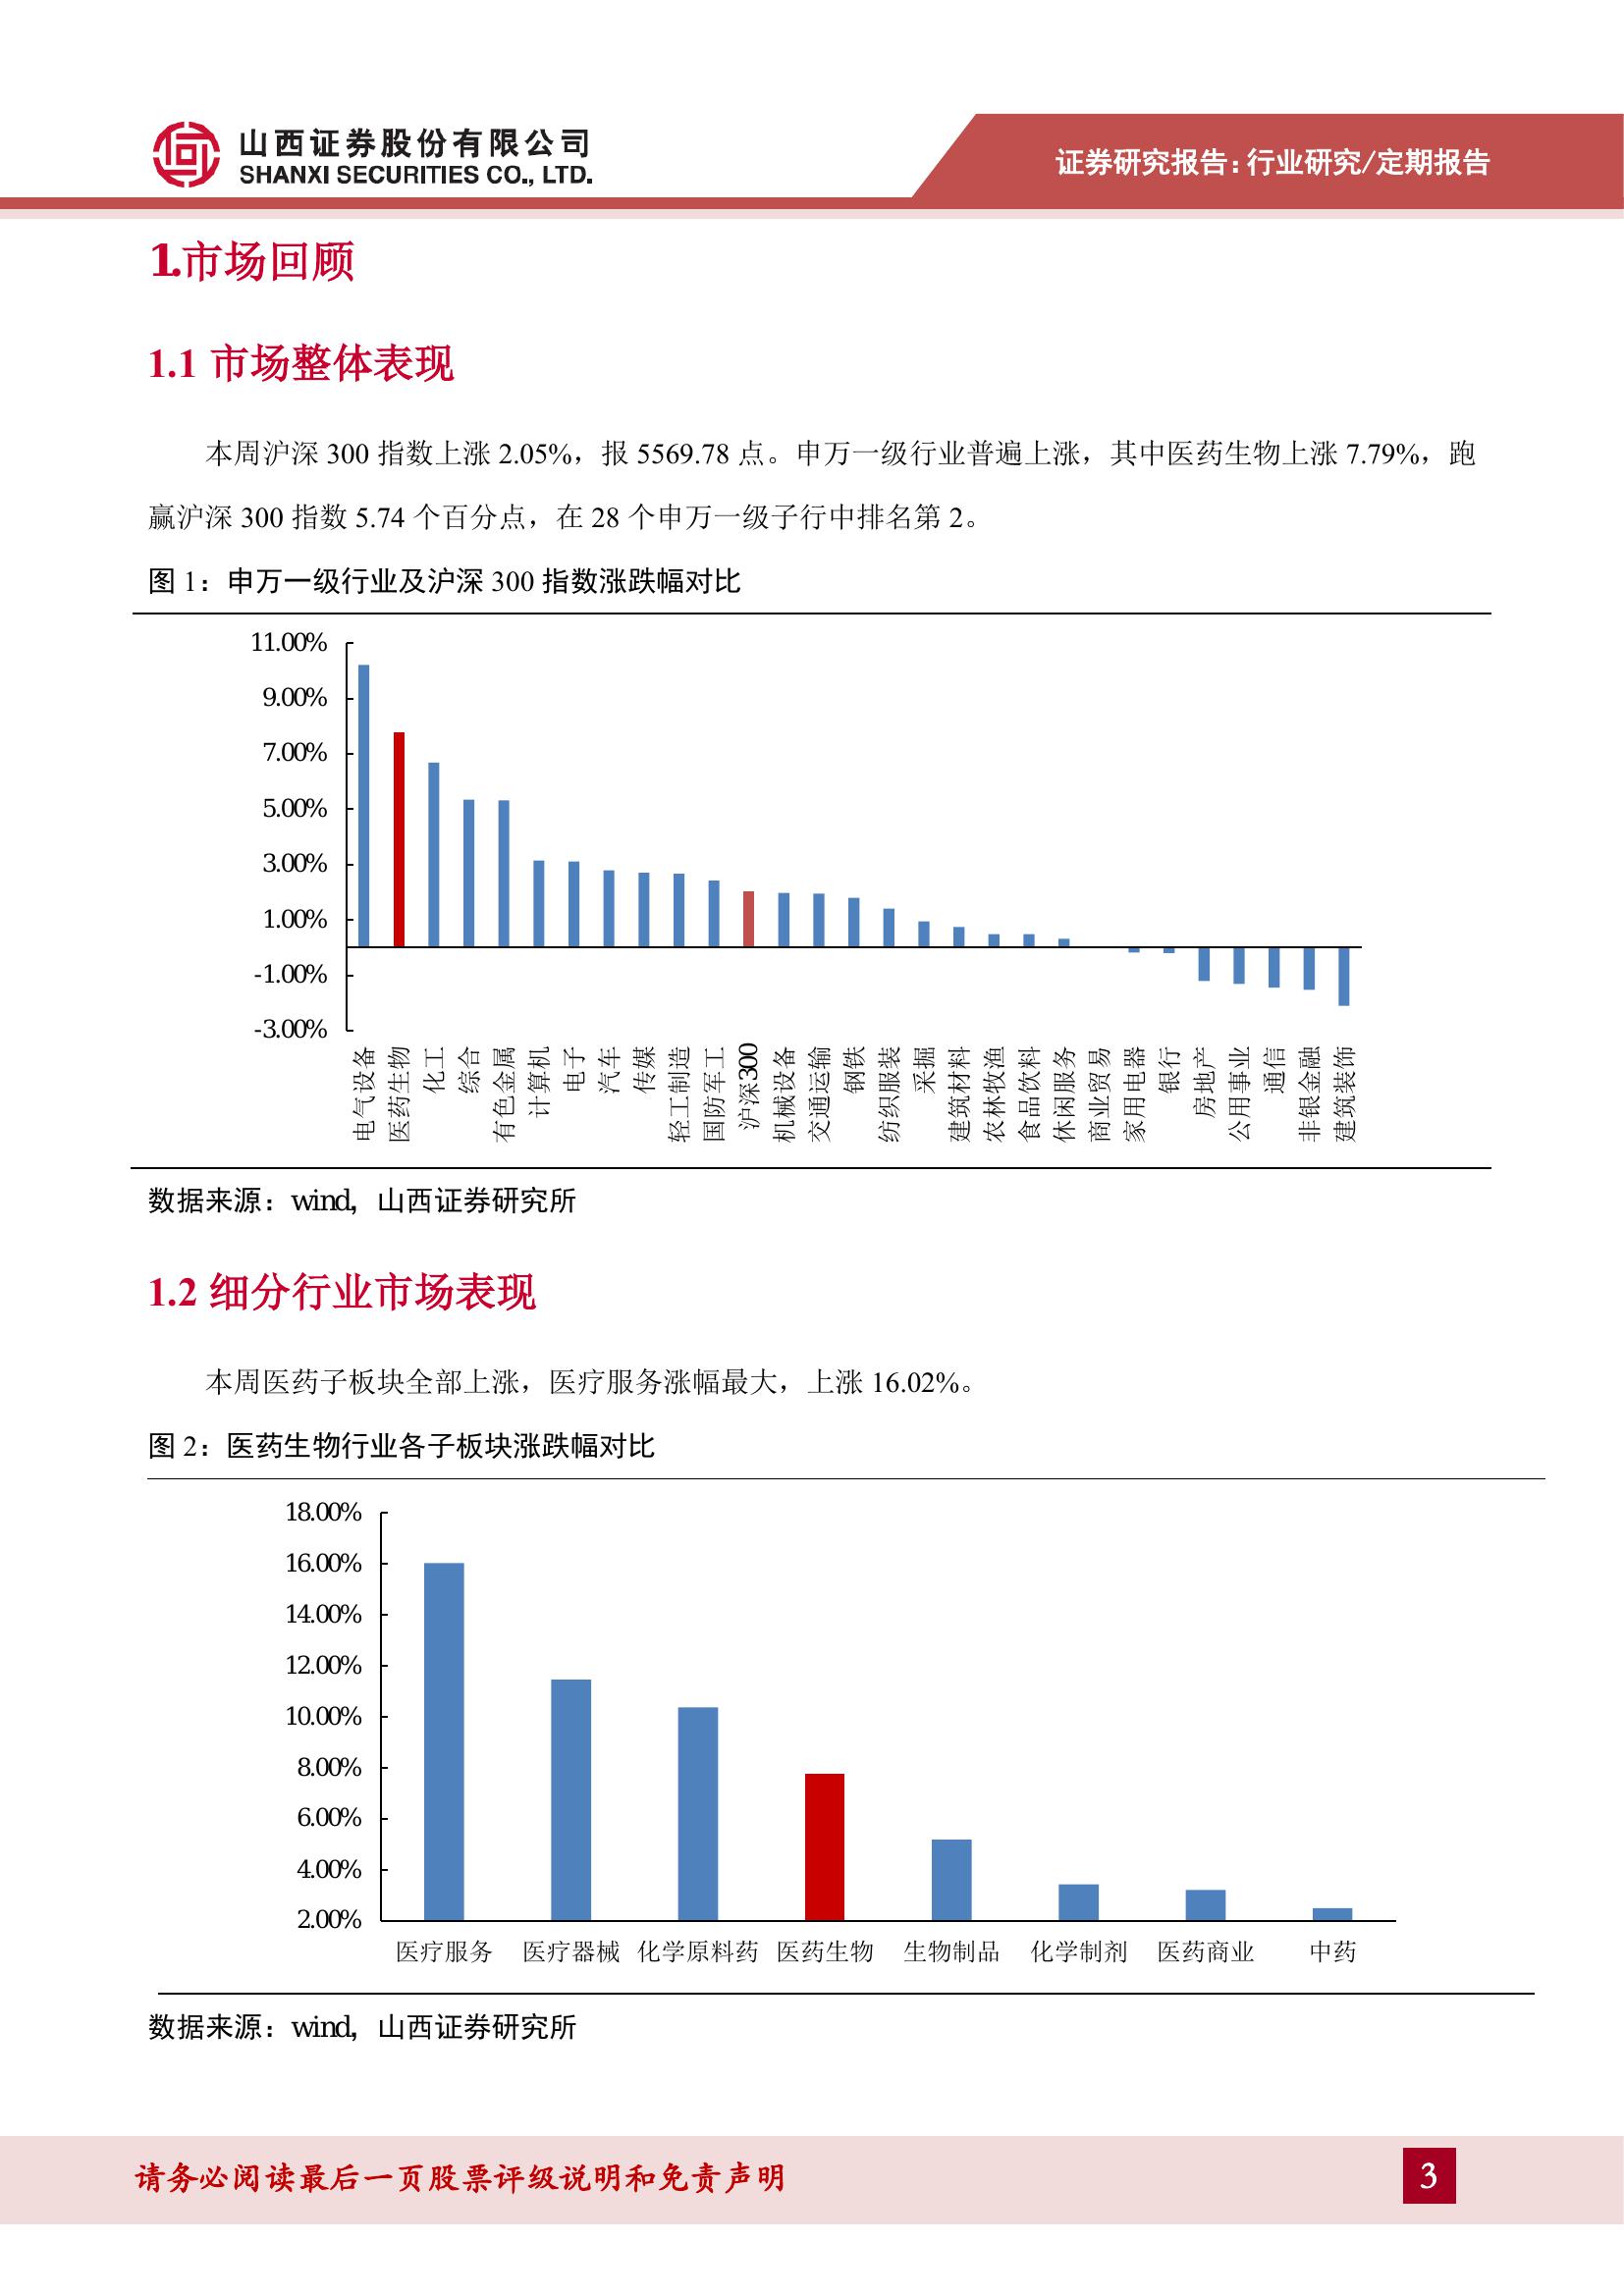 山西证券股份有限公司
SHANXI SECURITIES CO., LTD.
证券研究报告:行业研究/定期报告
1.市场回顾
1.1 市场整体表现
本周沪深 300 指数上涨 2.05%，报 5569.78 点。申万一级行业普遍上涨，其中医药生物上涨 7.79%，跑
赢沪深 300 指数 5.74 个百分点，在 28 个申万一级子行中排名第 2。
图 1：申万一级行业及沪深 300 指数涨跌幅对比
11.00%
9.00%
7.00%
5.00%
3.00%
1.00%
-1.00%
-3.00%
电气设备
医药生物
化工
综合
有色金属
计算机
电子
汽车
传媒
轻工制造
国防军工
沪深300
机械设备
交通运输
钢铁
纺织服装
采掘
建筑材料
农林牧渔
食品饮料
休闲服务
商业贸易
家用电器
银行
房地产
公用事业
通信
非银金融
建筑装饰
数据来源：wind，山西证券研究所
1.2 细分行业市场表现
本周医药子板块全部上涨，医疗服务涨幅最大，上涨 16.02%。
图 2：医药生物行业各子板块涨跌幅对比
18.00%
16.00%
14.00%
12.00%
10.00%
8.00%
6.00%
4.00%
2.00%
医疗服务 医疗器械 化学原料药 医药生物 生物制品 化学制剂 医药商业 中药
数据来源：wind，山西证券研究所
请务必阅读最后一页股票评级说明和免责声明
3